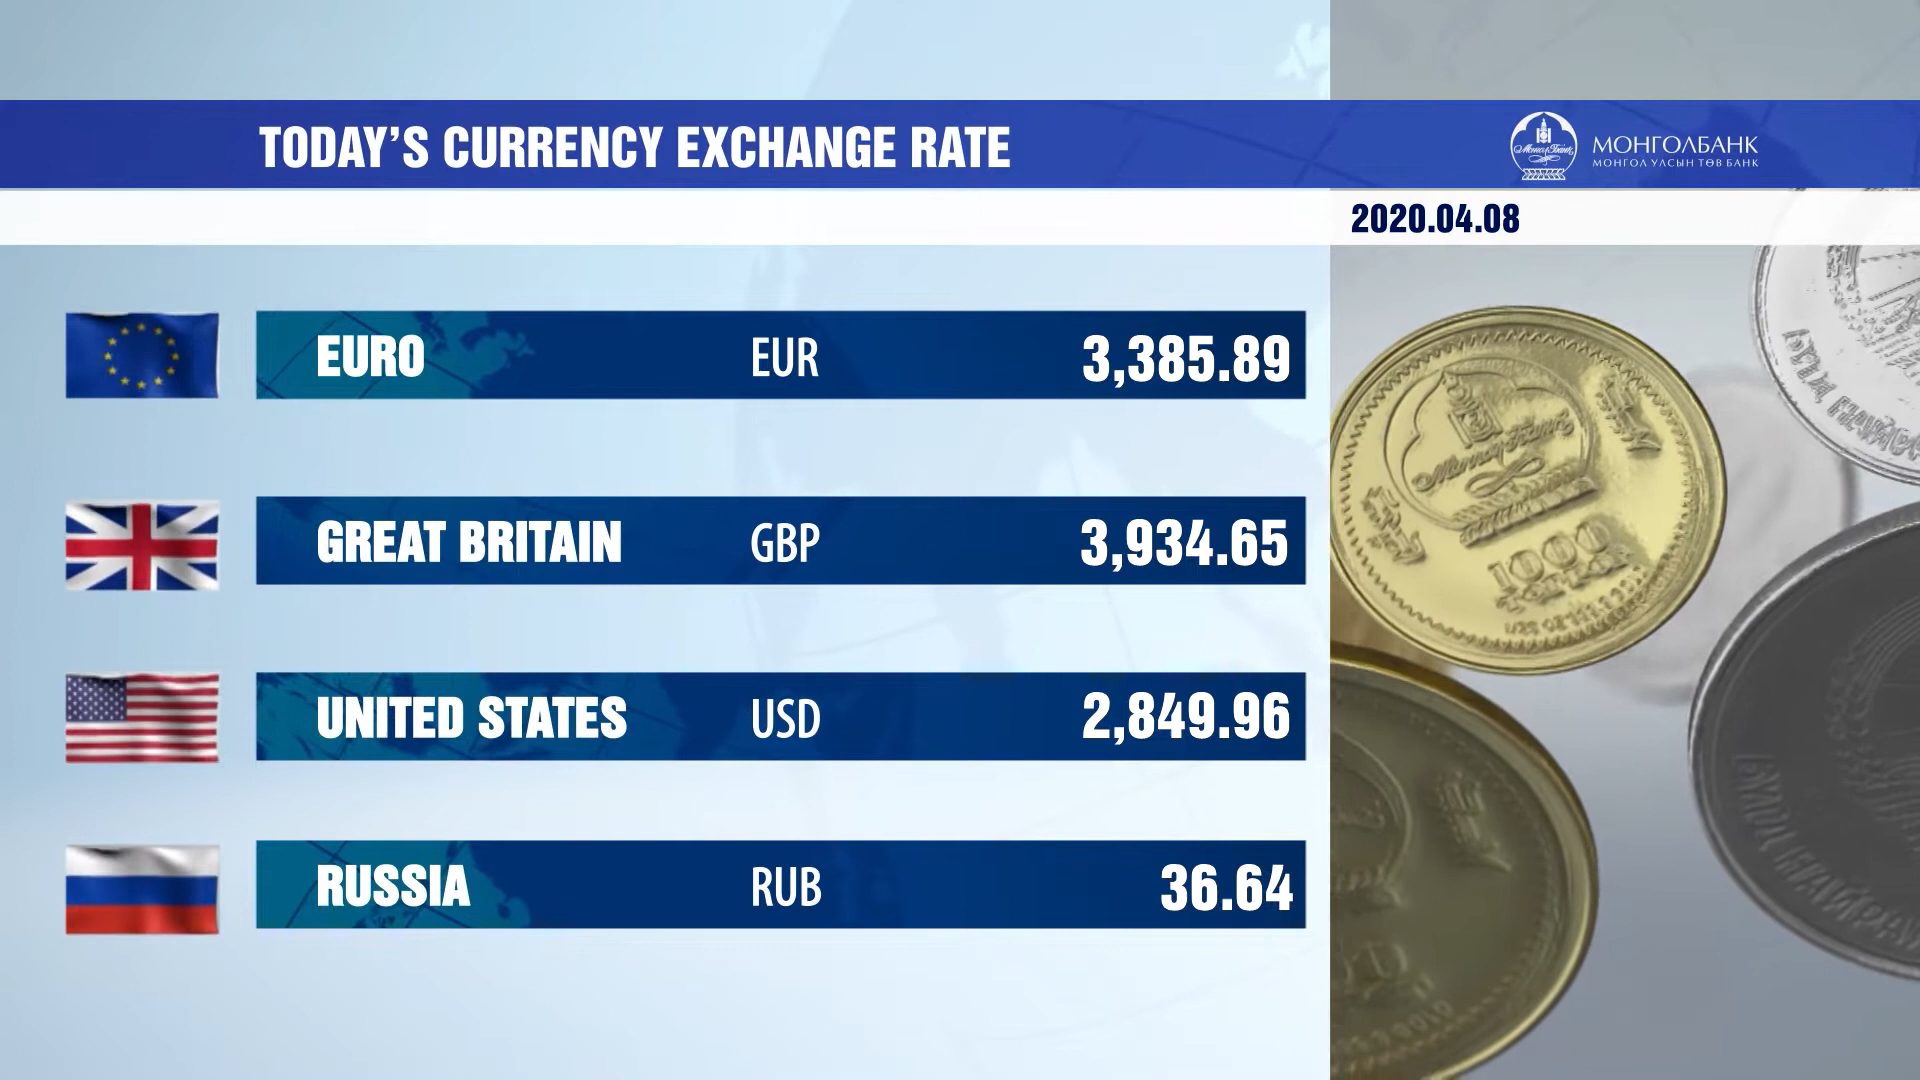 TODAY'S CURRENCY EXCHANGE RATE
МОНГОЛБАНК
МОНГОЛ УЛСЫН ТӨВ БАНК
2020.04.08
EURO EUR 3,385.89
GREAT BRITAIN GBP 3,934.65
UNITED STATES USD 2,849.96
RUSSIA RUB 36.64
1000